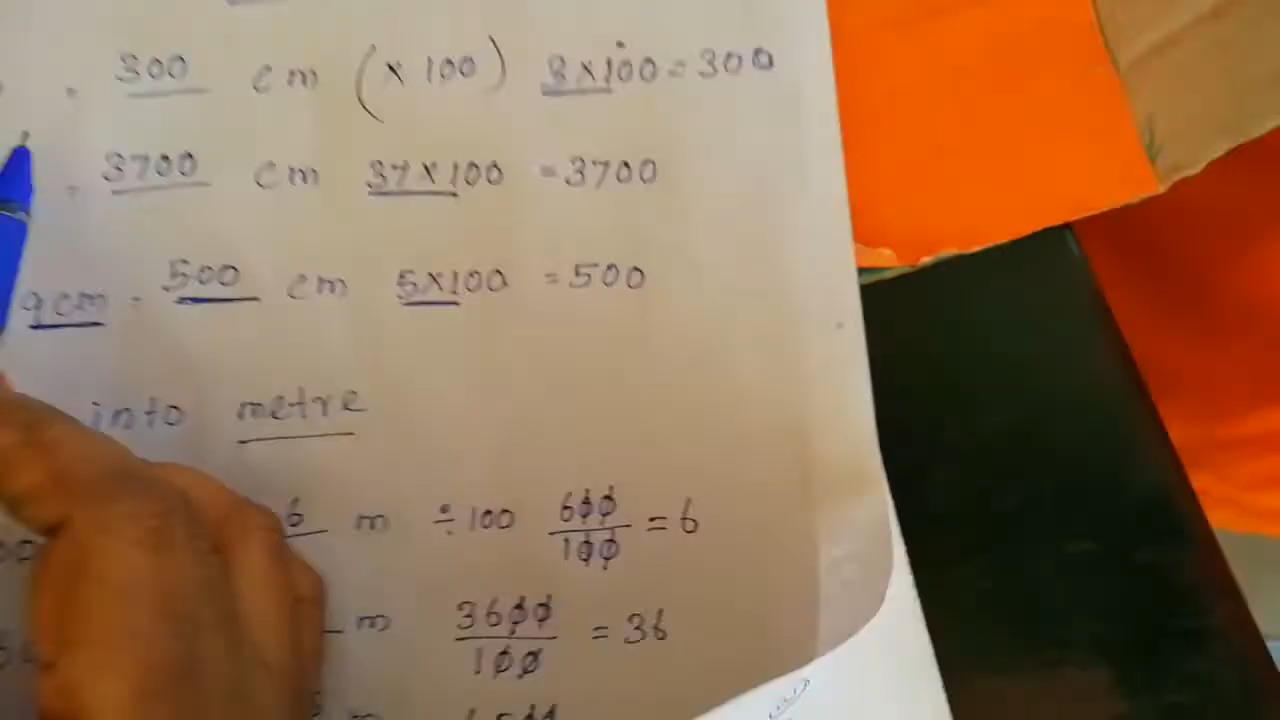 = 300 cm (× 100) 3×100 = 300
= 3700 cm 37×100 = 3700
9cm = 500 cm 5×100 = 500
into metre
6 m ÷100 600/100 = 6
m 3600/100 = 36
m